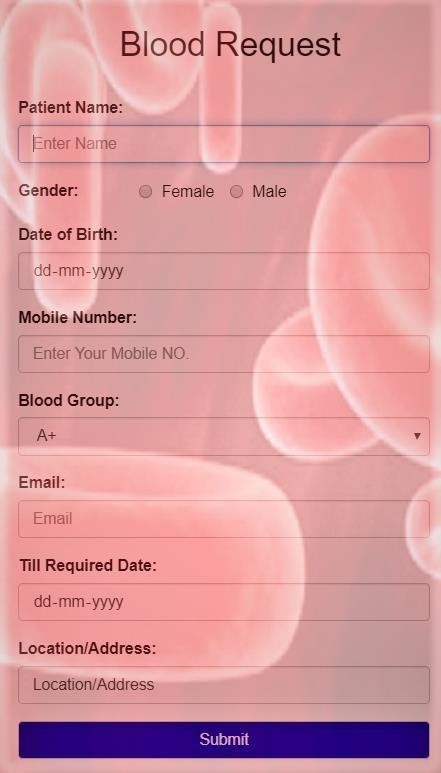 Blood Request
Patient Name:
Enter Name
Gender: Female Male
Date of Birth:
dd-mm-yyyy
Mobile Number:
Enter Your Mobile NO.
Blood Group:
A+
Email:
Email
Till Required Date:
dd-mm-yyyy
Location/Address:
Location/Address
Submit